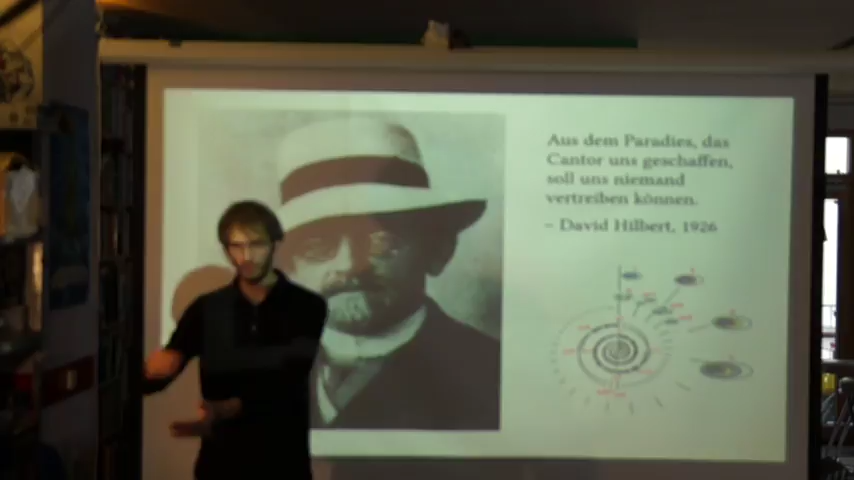 Aus dem Paradies, das
Cantor uns geschaffen,
soll uns niemand
vertreiben können.
– David Hilbert, 1926